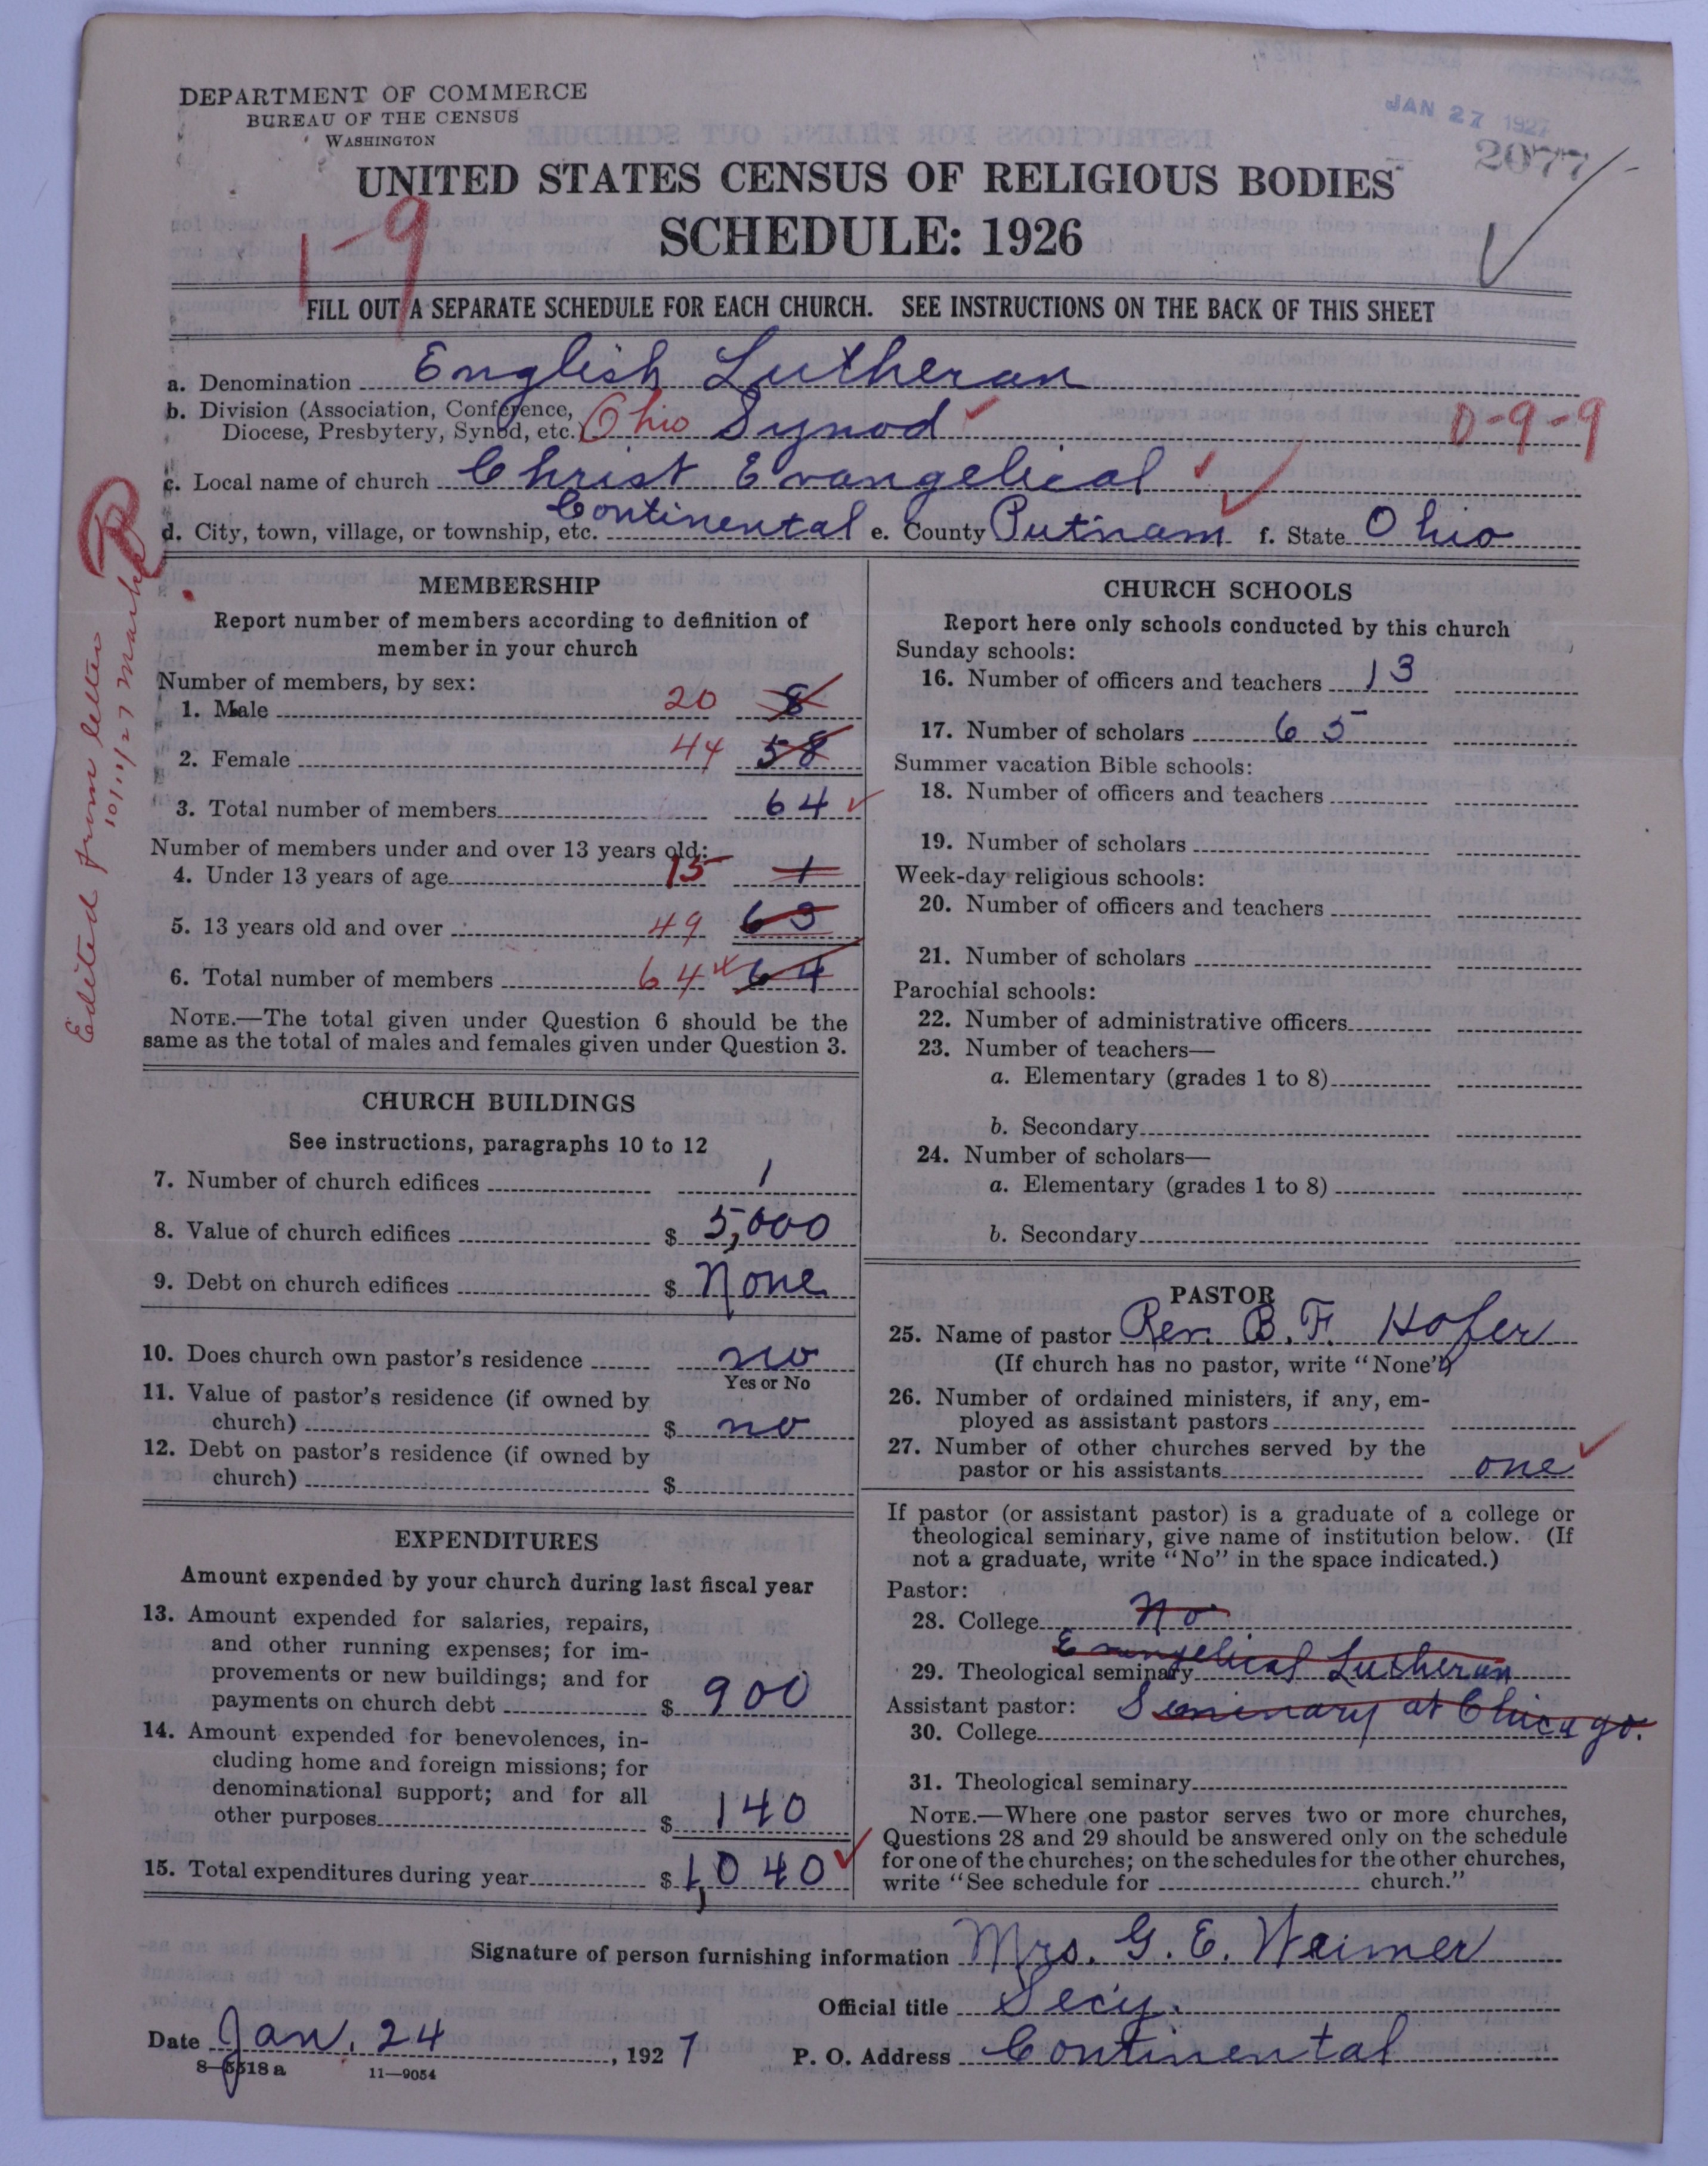 DEPARTMENT OF COMMERCE
BUREAU OF THE CENSUS
WASHINGTON
JAN 27 1927
2077
UNITED STATES CENSUS OF RELIGIOUS BODIES
SCHEDULE: 1926
1-9
FILL OUT A SEPARATE SCHEDULE FOR EACH CHURCH. SEE INSTRUCTIONS ON THE BACK OF THIS SHEET
a. Denomination English Lutheran
b. Division (Association, Conference,
Diocese, Presbytery, Synod, etc.) Ohio Synod 0-9-9
c. Local name of church Christ Evangelical
d. City, town, village, or township, etc. Continental e. County Putnam f. State Ohio
Edited from letter
10/11/27
MEMBERSHIP
Report number of members according to definition of
member in your church
Number of members, by sex:
1. Male 20 8
2. Female 44 58
3. Total number of members 64
Number of members under and over 13 years old:
4. Under 13 years of age 15 1
5. 13 years old and over 49 63
6. Total number of members 64 64
NOTE.—The total given under Question 6 should be the
same as the total of males and females given under Question 3.
CHURCH BUILDINGS
See instructions, paragraphs 10 to 12
7. Number of church edifices 1
8. Value of church edifices $ 5,000
9. Debt on church edifices $ None
10. Does church own pastor's residence no
Yes or No
11. Value of pastor's residence (if owned by
church) $ no
12. Debt on pastor's residence (if owned by
church) $
EXPENDITURES
Amount expended by your church during last fiscal year
13. Amount expended for salaries, repairs,
and other running expenses; for im-
provements or new buildings; and for
payments on church debt $ 900
14. Amount expended for benevolences, in-
cluding home and foreign missions; for
denominational support; and for all
other purposes $ 140
15. Total expenditures during year $ 1,040
CHURCH SCHOOLS
Report here only schools conducted by this church
Sunday schools:
16. Number of officers and teachers 13
17. Number of scholars 65
Summer vacation Bible schools:
18. Number of officers and teachers
19. Number of scholars
Week-day religious schools:
20. Number of officers and teachers
21. Number of scholars
Parochial schools:
22. Number of administrative officers
23. Number of teachers—
a. Elementary (grades 1 to 8)
b. Secondary
24. Number of scholars—
a. Elementary (grades 1 to 8)
b. Secondary
PASTOR
25. Name of pastor Rev. B. F. Hofer
(If church has no pastor, write "None")
26. Number of ordained ministers, if any, em-
ployed as assistant pastors
27. Number of other churches served by the
pastor or his assistants one
If pastor (or assistant pastor) is a graduate of a college or
theological seminary, give name of institution below. (If
not a graduate, write "No" in the space indicated.)
Pastor:
28. College No
29. Theological seminary Evangelical Lutheran
Assistant pastor: Seminary at Chicago.
30. College
31. Theological seminary
NOTE.—Where one pastor serves two or more churches,
Questions 28 and 29 should be answered only on the schedule
for one of the churches; on the schedules for the other churches,
write "See schedule for church."
Signature of person furnishing information Mrs. G. E. Weimer
Official title Secy.
Date Jan. 24, 1927 P. O. Address Continental
8—5518 a 11—9054